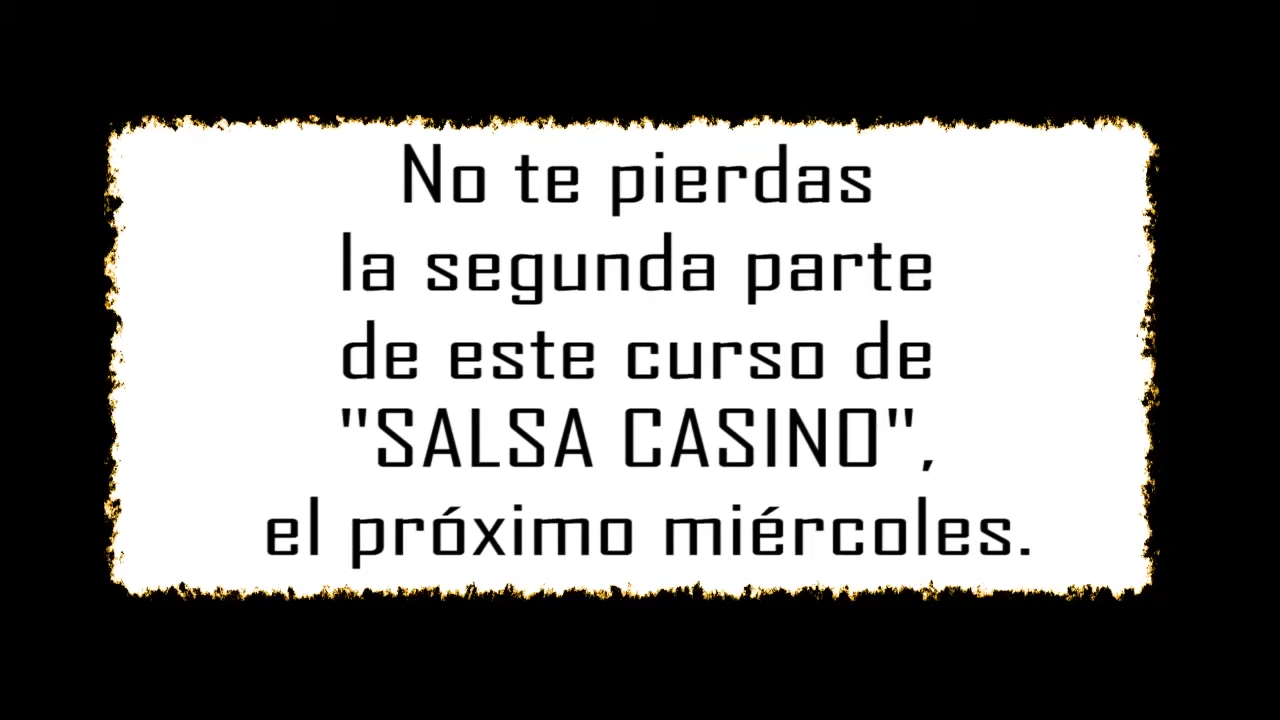 No te pierdas
la segunda parte
de este curso de
"SALSA CASINO",
el próximo miércoles.